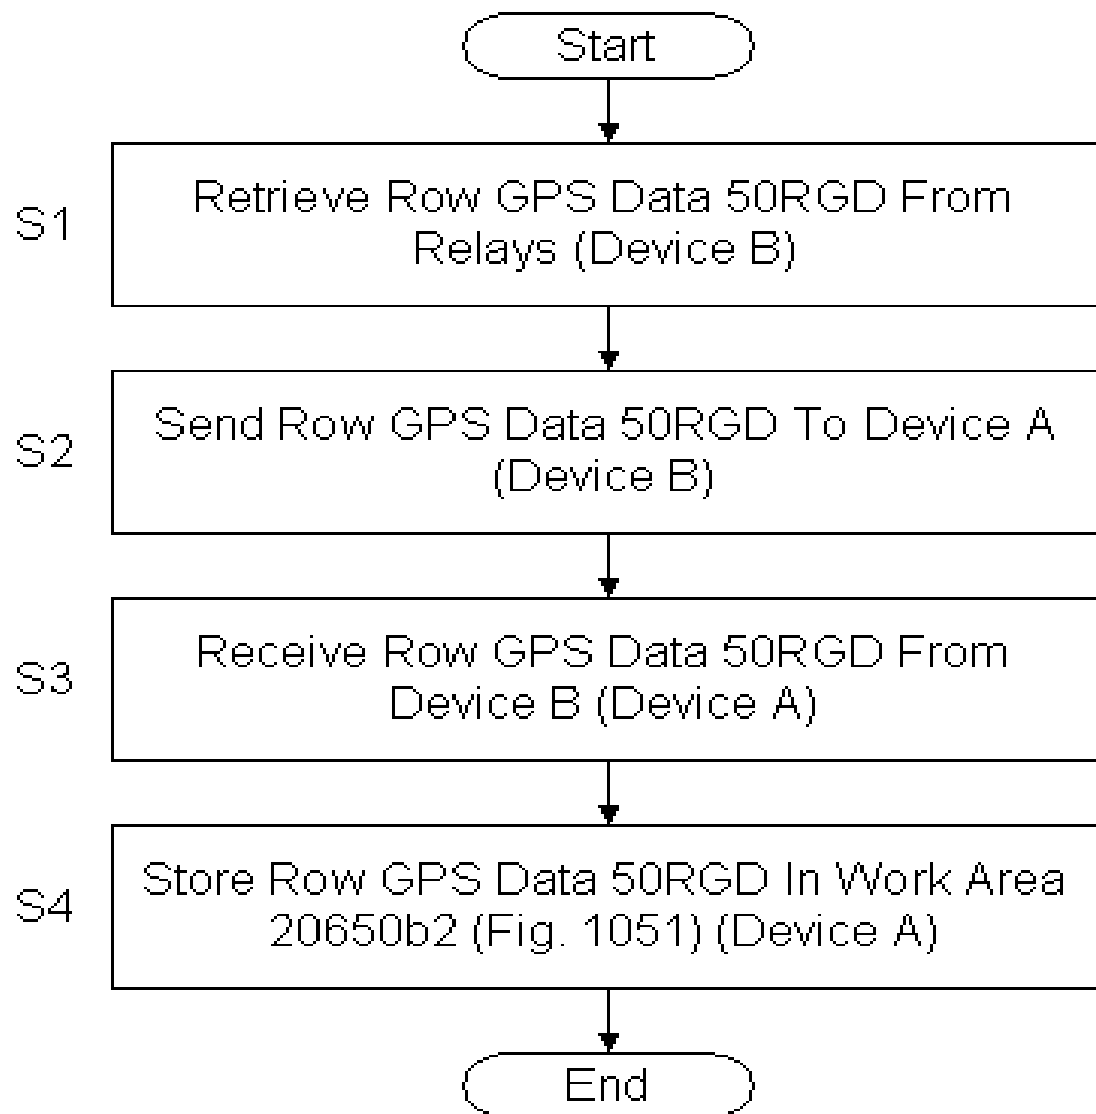 Start
S1
Retrieve Row GPS Data 50RGD From
Relays (Device B)
S2
Send Row GPS Data 50RGD To Device A
(Device B)
S3
Receive Row GPS Data 50RGD From
Device B (Device A)
S4
Store Row GPS Data 50RGD In Work Area
20650b2 (Fig. 1051) (Device A)
End